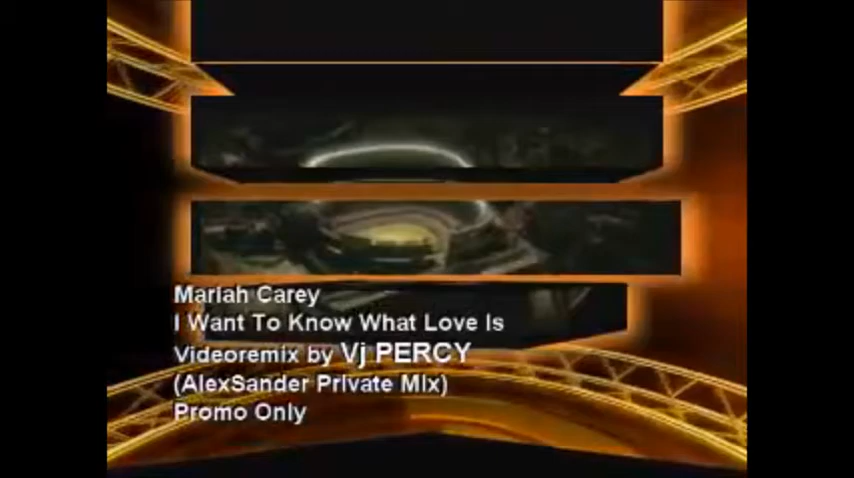 Mariah Carey
I Want To Know What Love Is
Videoremix by Vj PERCY
(AlexSander Private Mix)
Promo Only